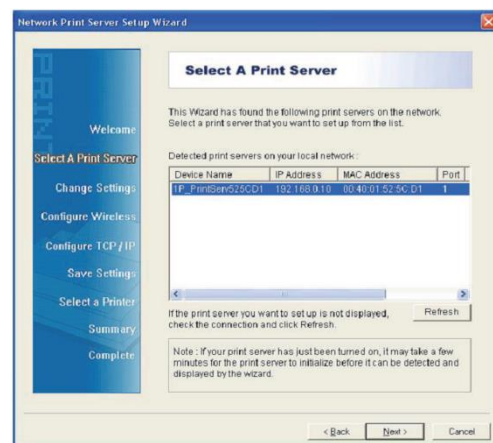 Network Print Server Setup Wizard
PRINT
Welcome
Select A Print Server
Change Settings
Configure Wireless
Configure TCP/IP
Save Settings
Select a Printer
Summary
Complete
Select A Print Server
This Wizard has found the following print servers on the network.
Select a print server that you want to set up from the list.
Detected print servers on your local network :
Device Name IP Address MAC Address Port
1P_PrintServ525CD1 192.168.0.10 00:40:01:52:5C:D1 1
If the print server you want to set up is not displayed,
check the connection and click Refresh.
Refresh
Note : If your print server has just been turned on, it may take a few
minutes for the print server to initialize before it can be detected and
displayed by the wizard.
< Back Next > Cancel